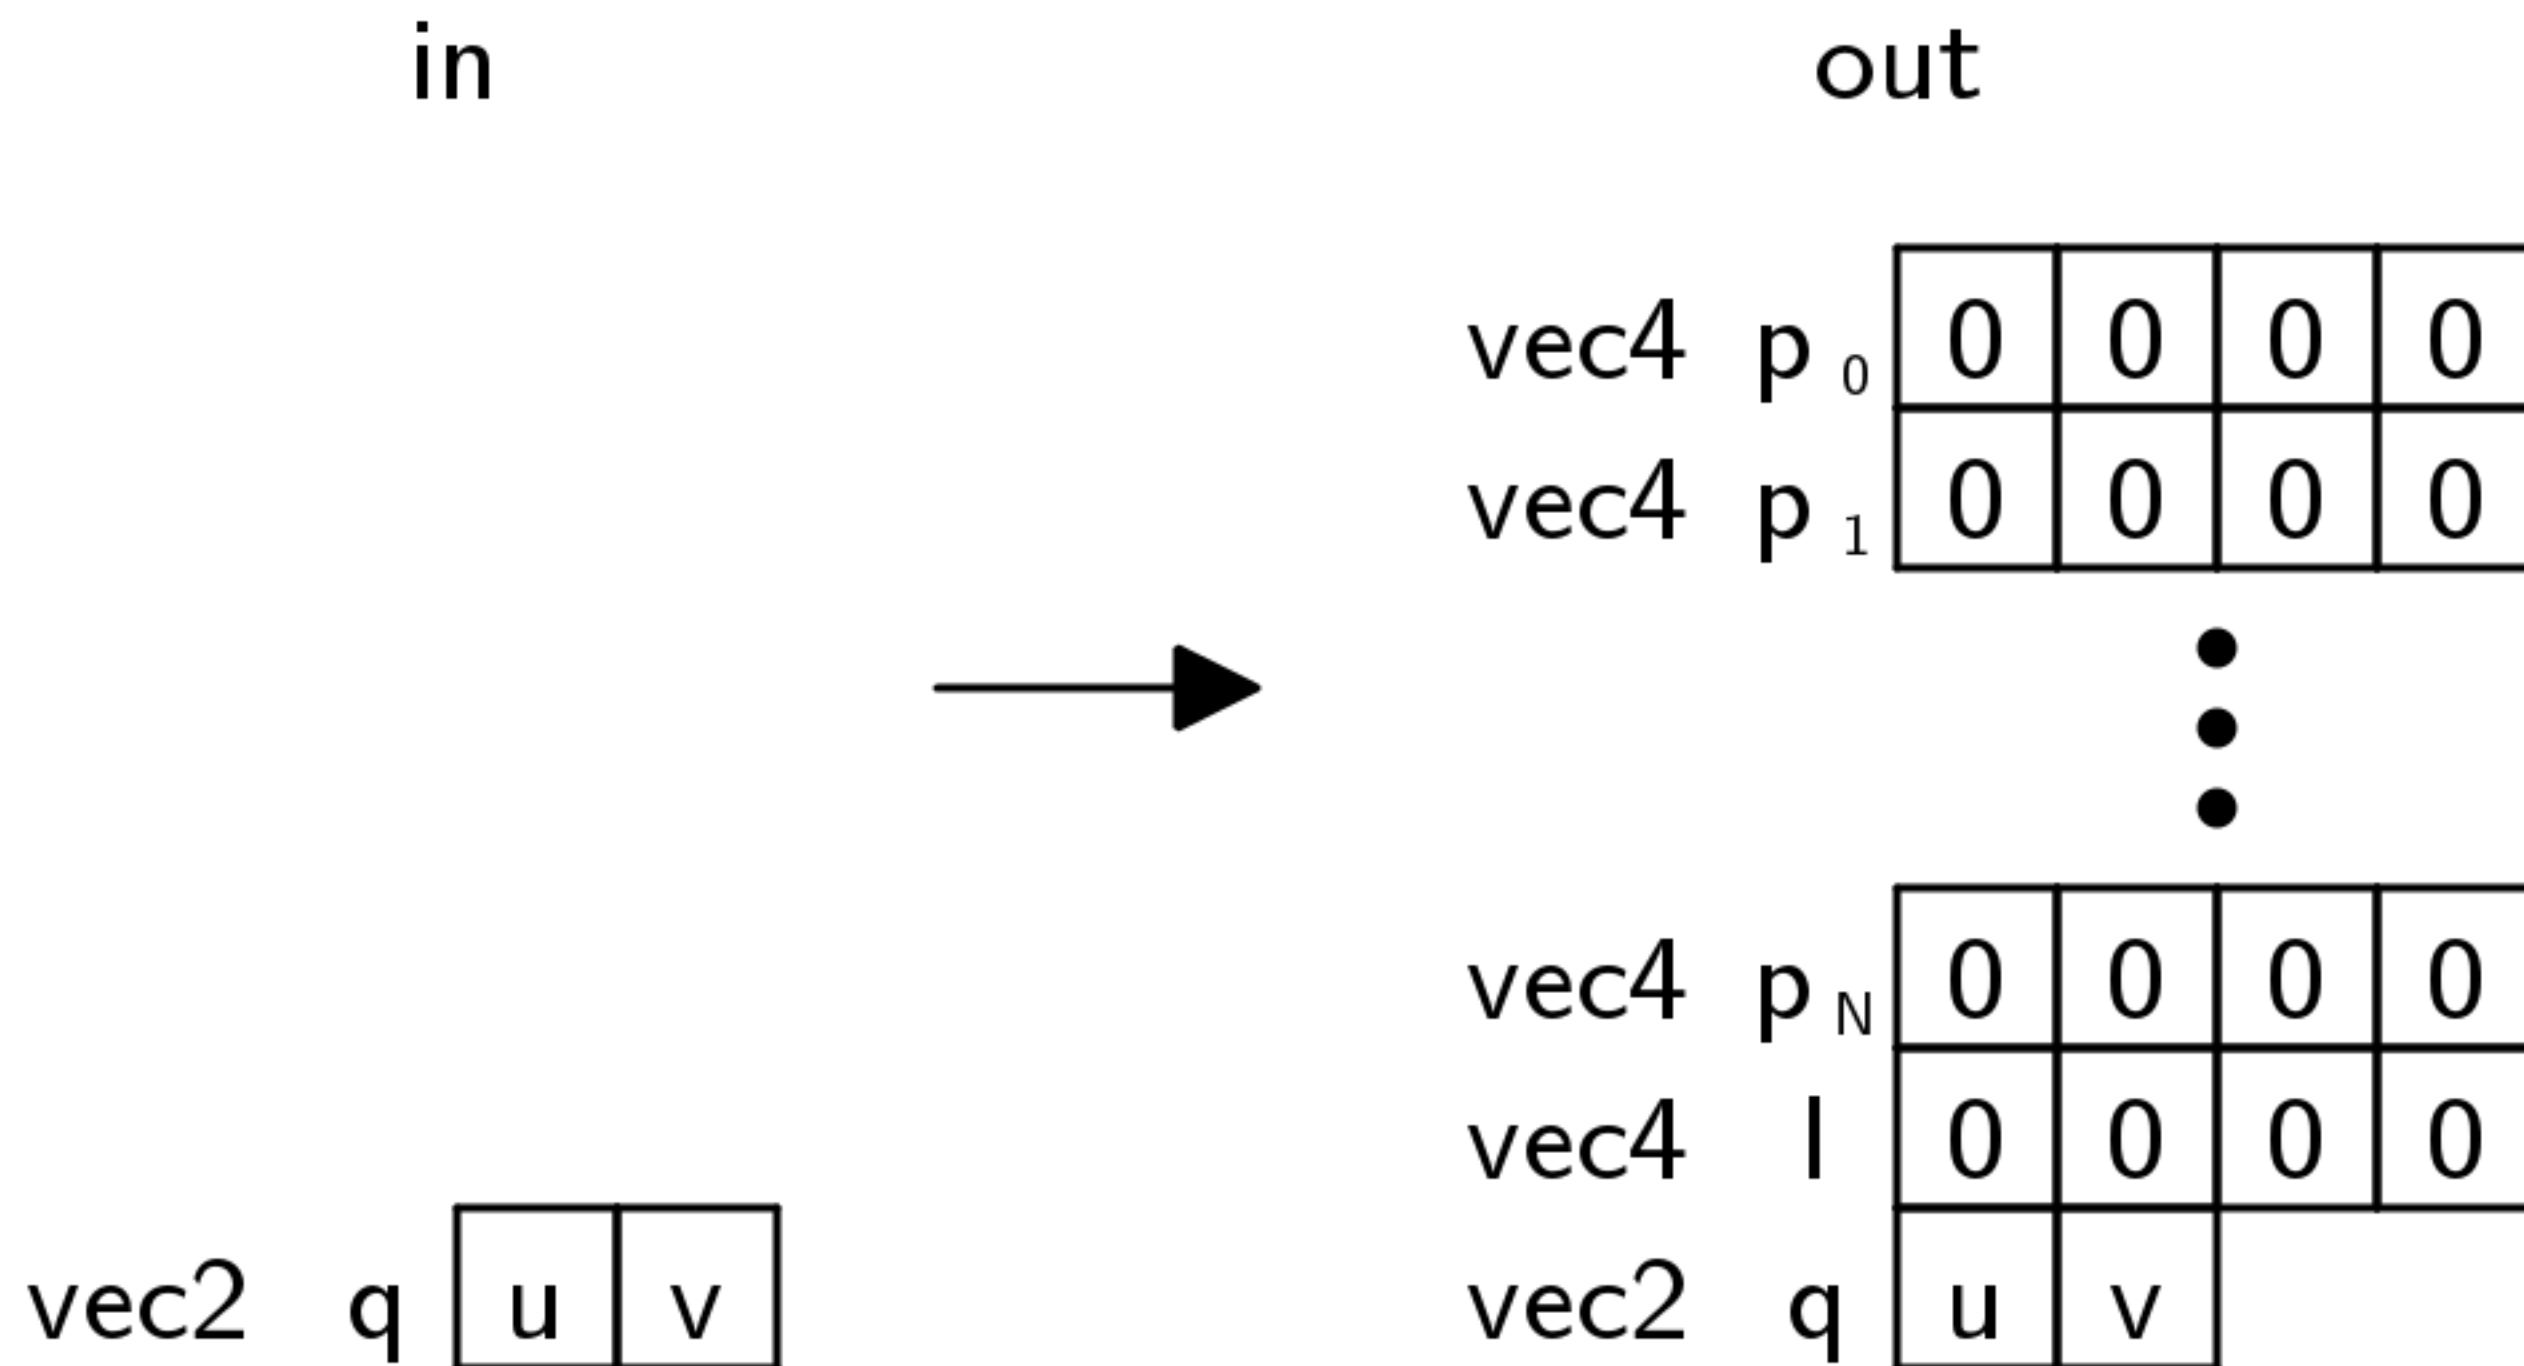 in out
vec4 p 0 0 0 0 0
vec4 p 1 0 0 0 0
vec4 p N 0 0 0 0
vec4 l 0 0 0 0
vec2 q u v vec2 q u v